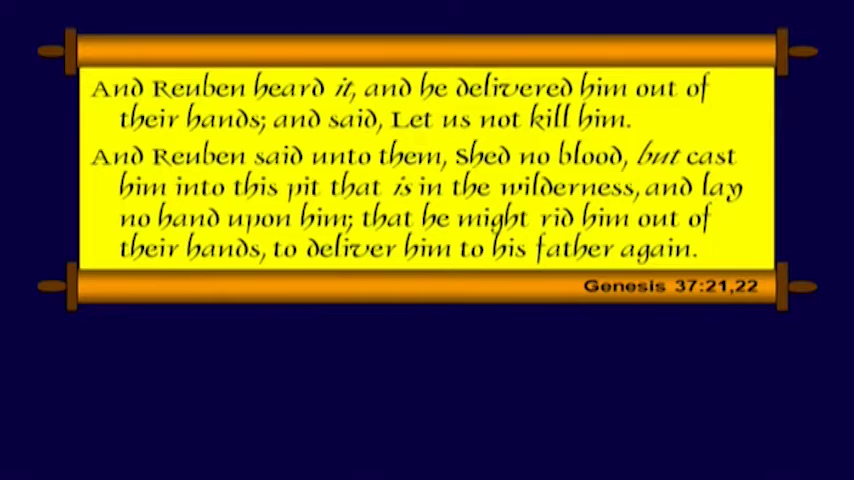 And Reuben heard it, and he delivered him out of
their hands; and said, Let us not kill him.
And Reuben said unto them, Shed no blood, but cast
him into this pit that is in the wilderness, and lay
no hand upon him; that he might rid him out of
their hands, to deliver him to his father again.
Genesis 37:21,22